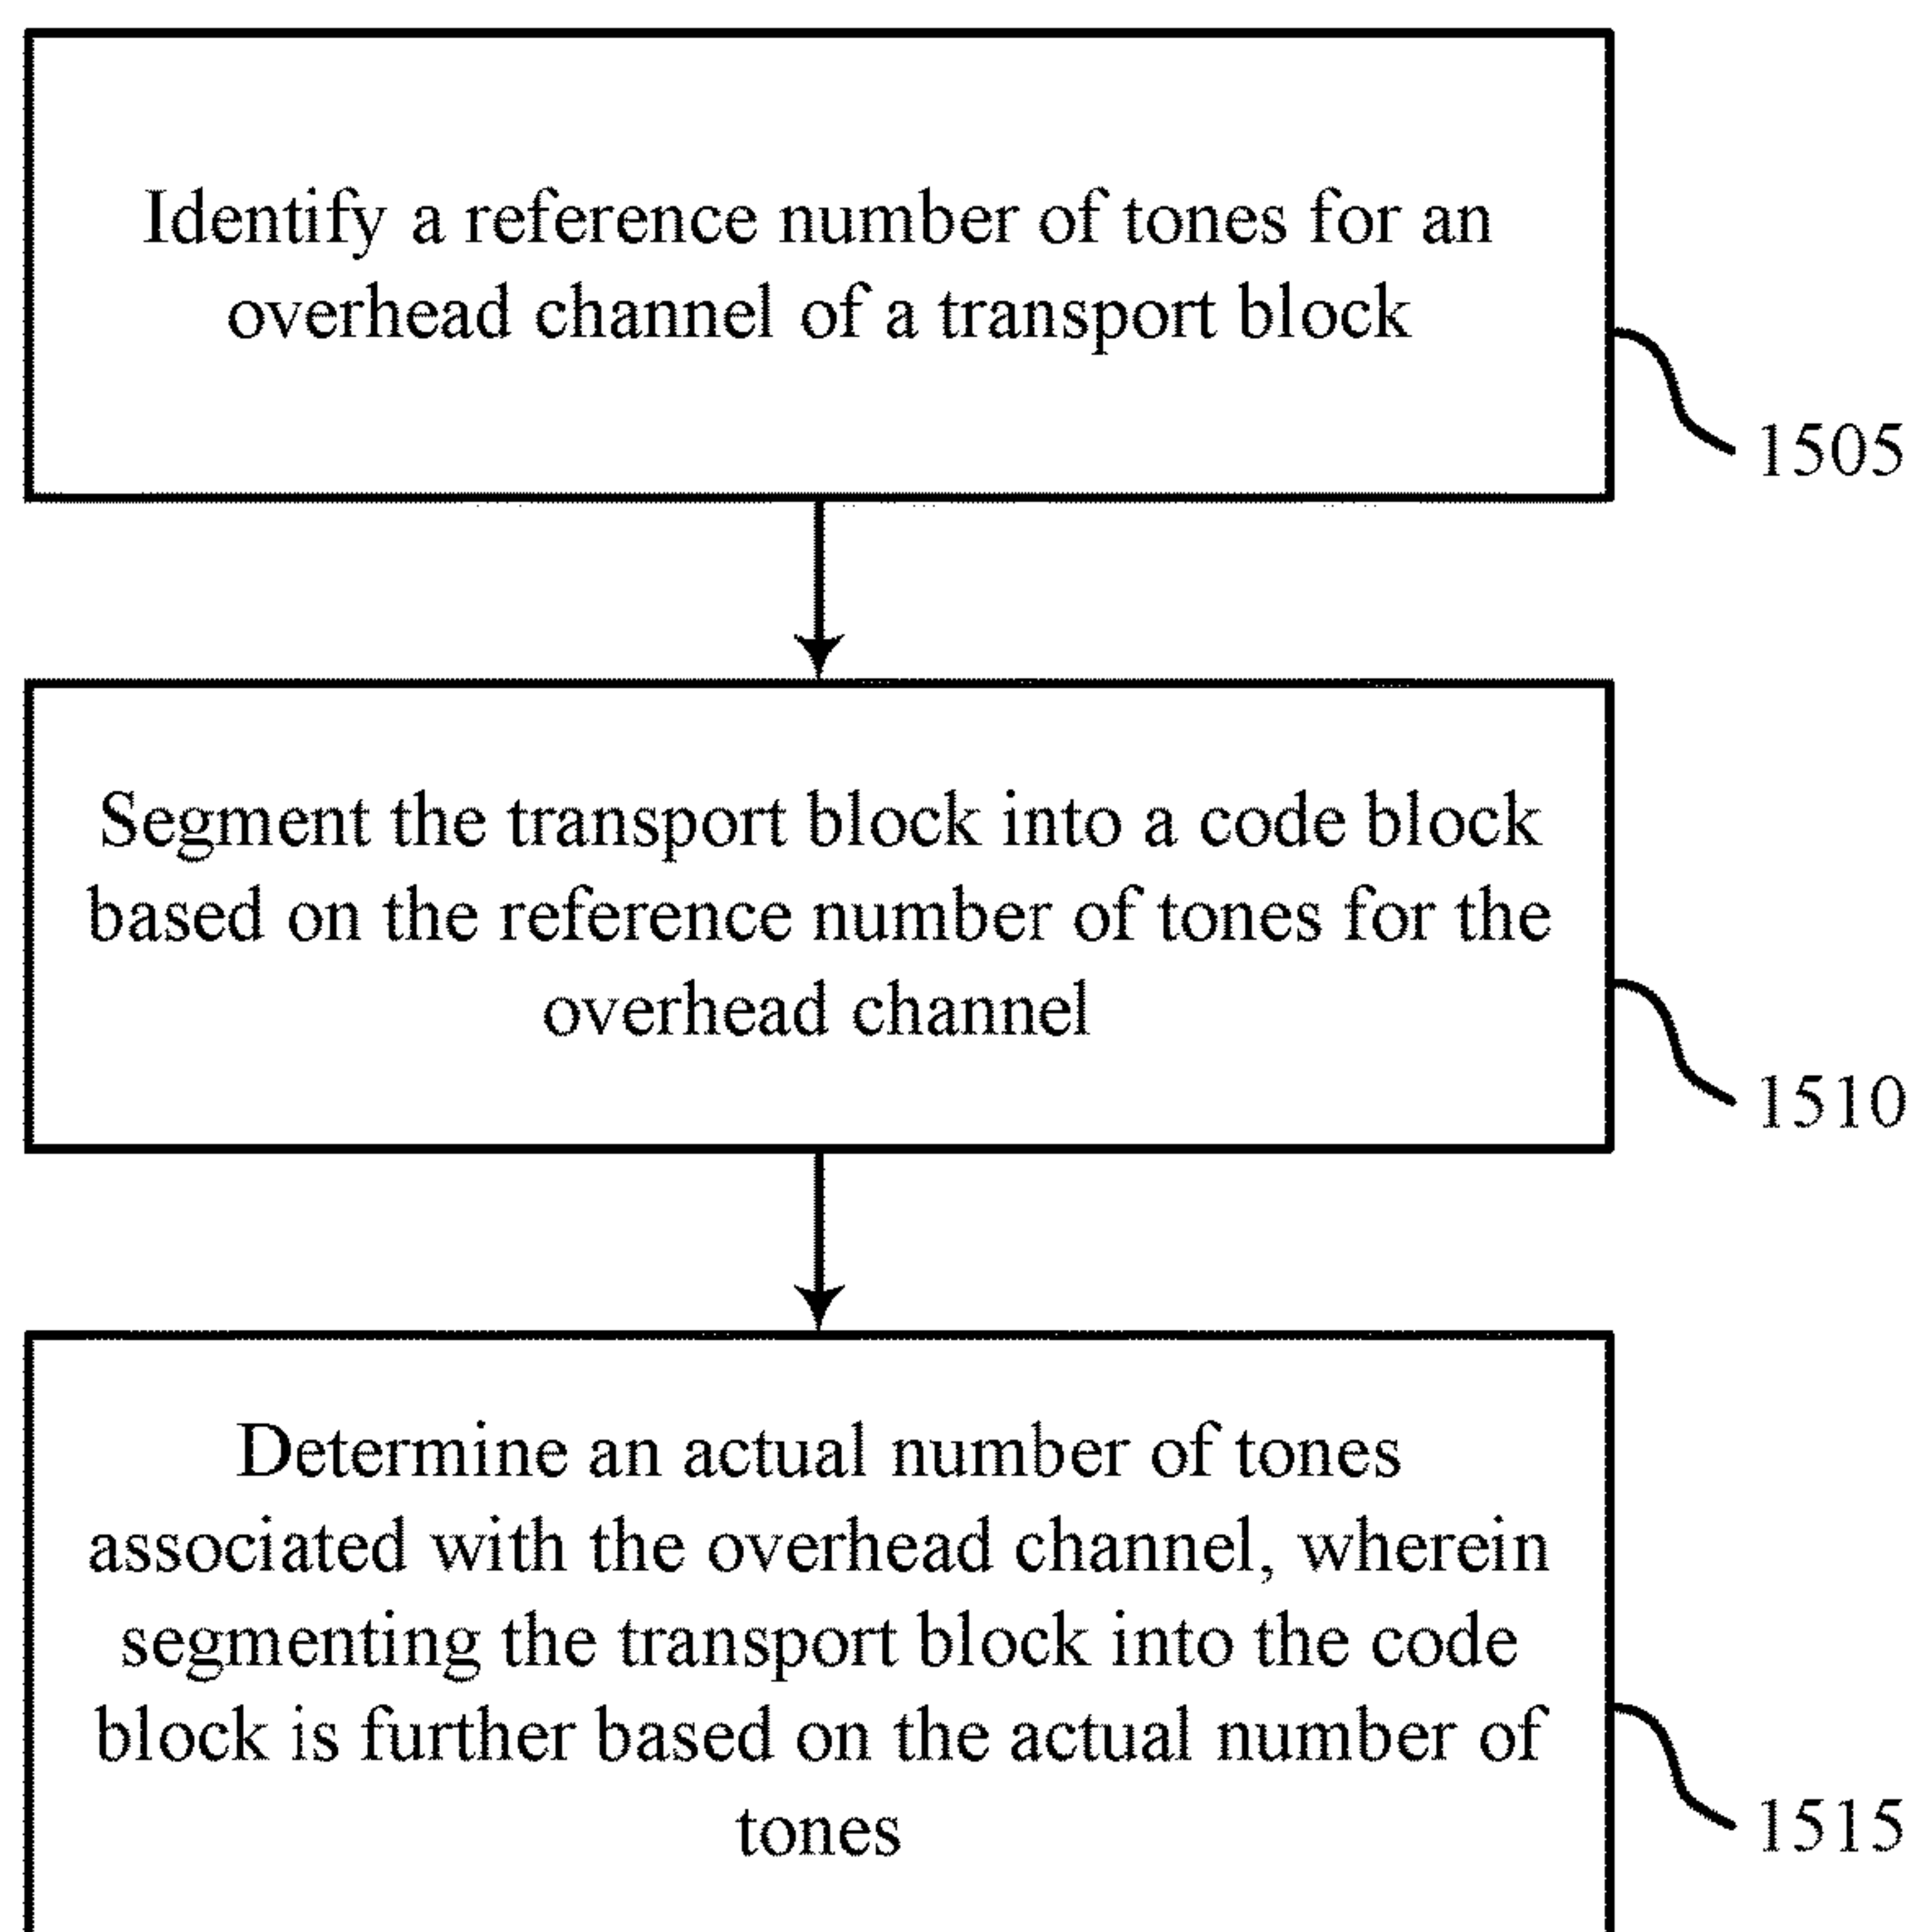 Identify a reference number of tones for an
overhead channel of a transport block
1505
Segment the transport block into a code block
based on the reference number of tones for the
overhead channel
1510
Determine an actual number of tones
associated with the overhead channel, wherein
segmenting the transport block into the code
block is further based on the actual number of
tones
1515